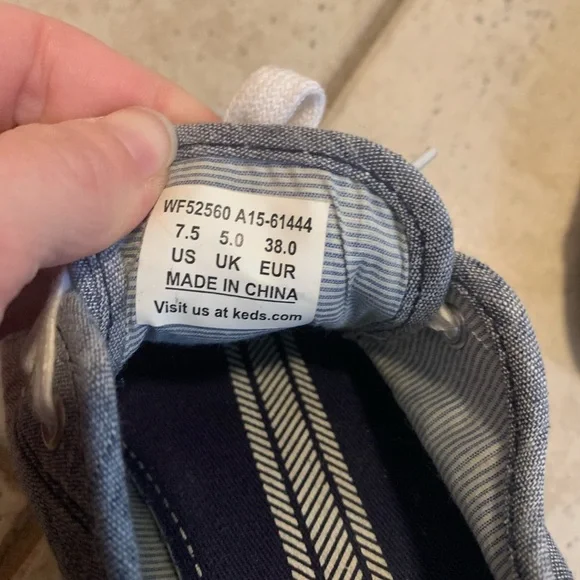 WF52560 A15-61444
7.5 5.0 38.0
US UK EUR
MADE IN CHINA
Visit us at keds.com